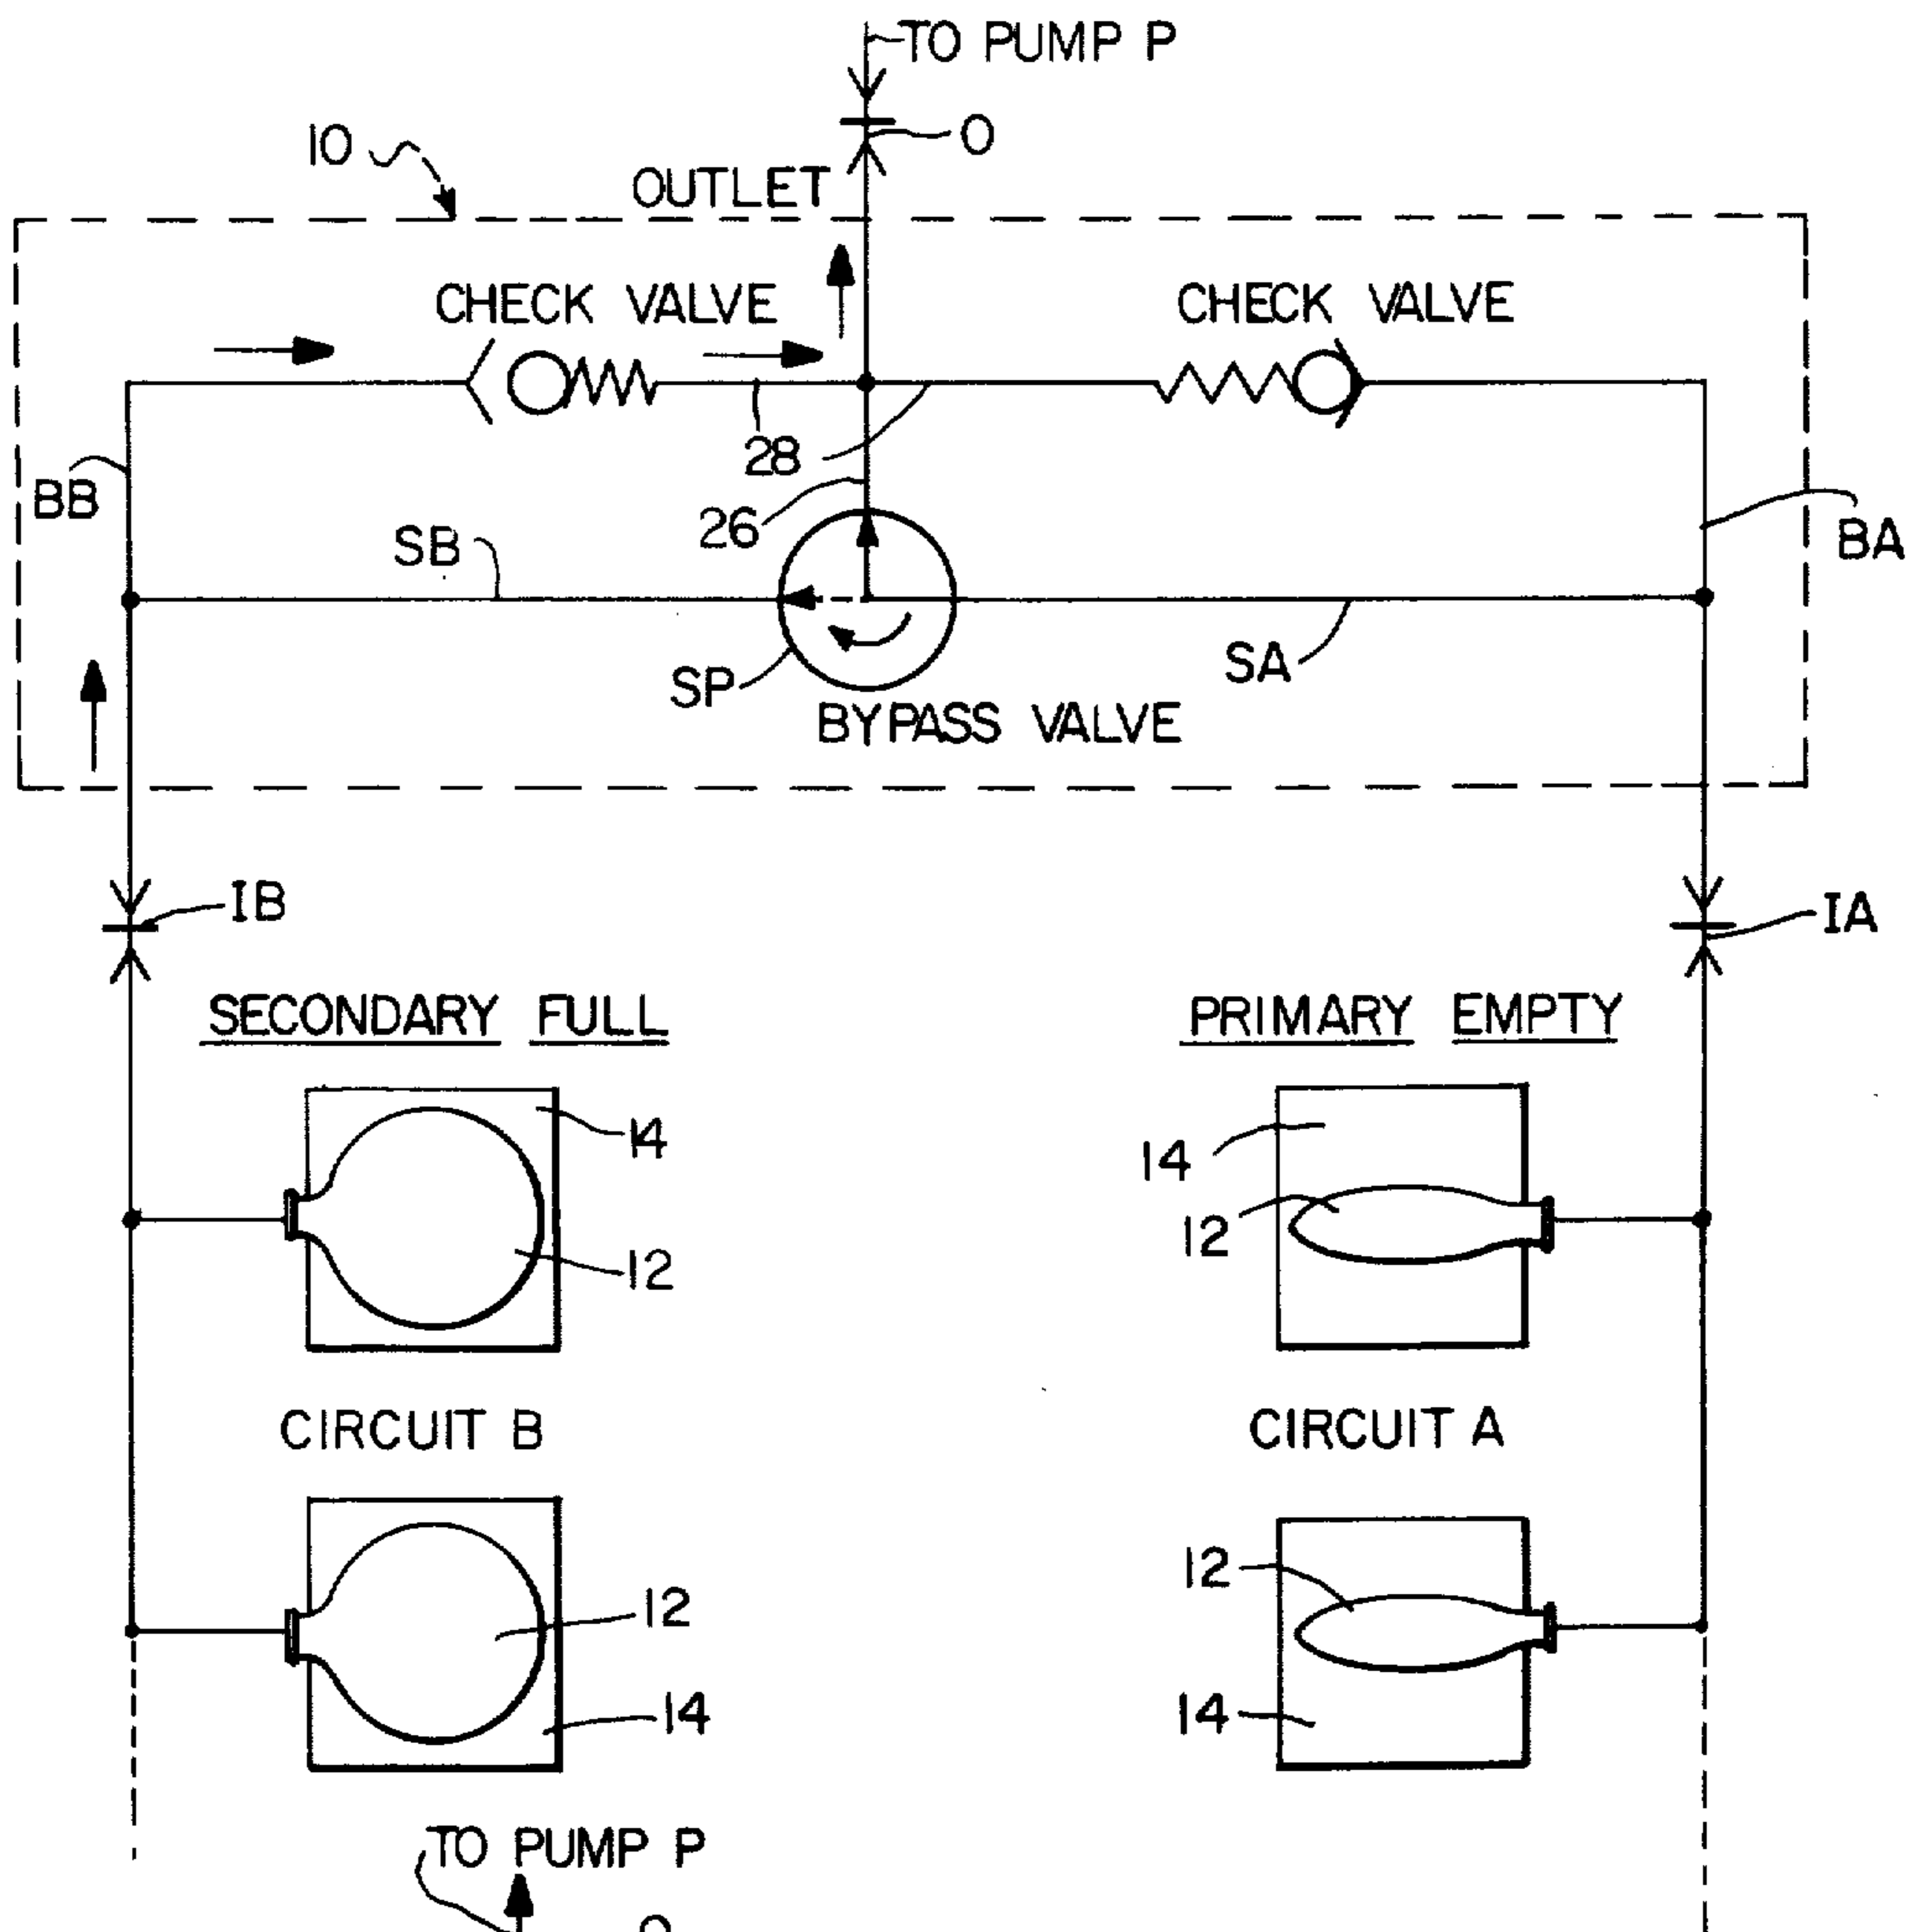 TO PUMP P
O
10
OUTLET
CHECK VALVE
CHECK VALVE
28
BB
26
SB
BA
SP
SA
BYPASS VALVE
IB
IA
SECONDARY FULL
PRIMARY EMPTY
14
14
12
12
CIRCUIT B
CIRCUIT A
12
12
14
14
TO PUMP P